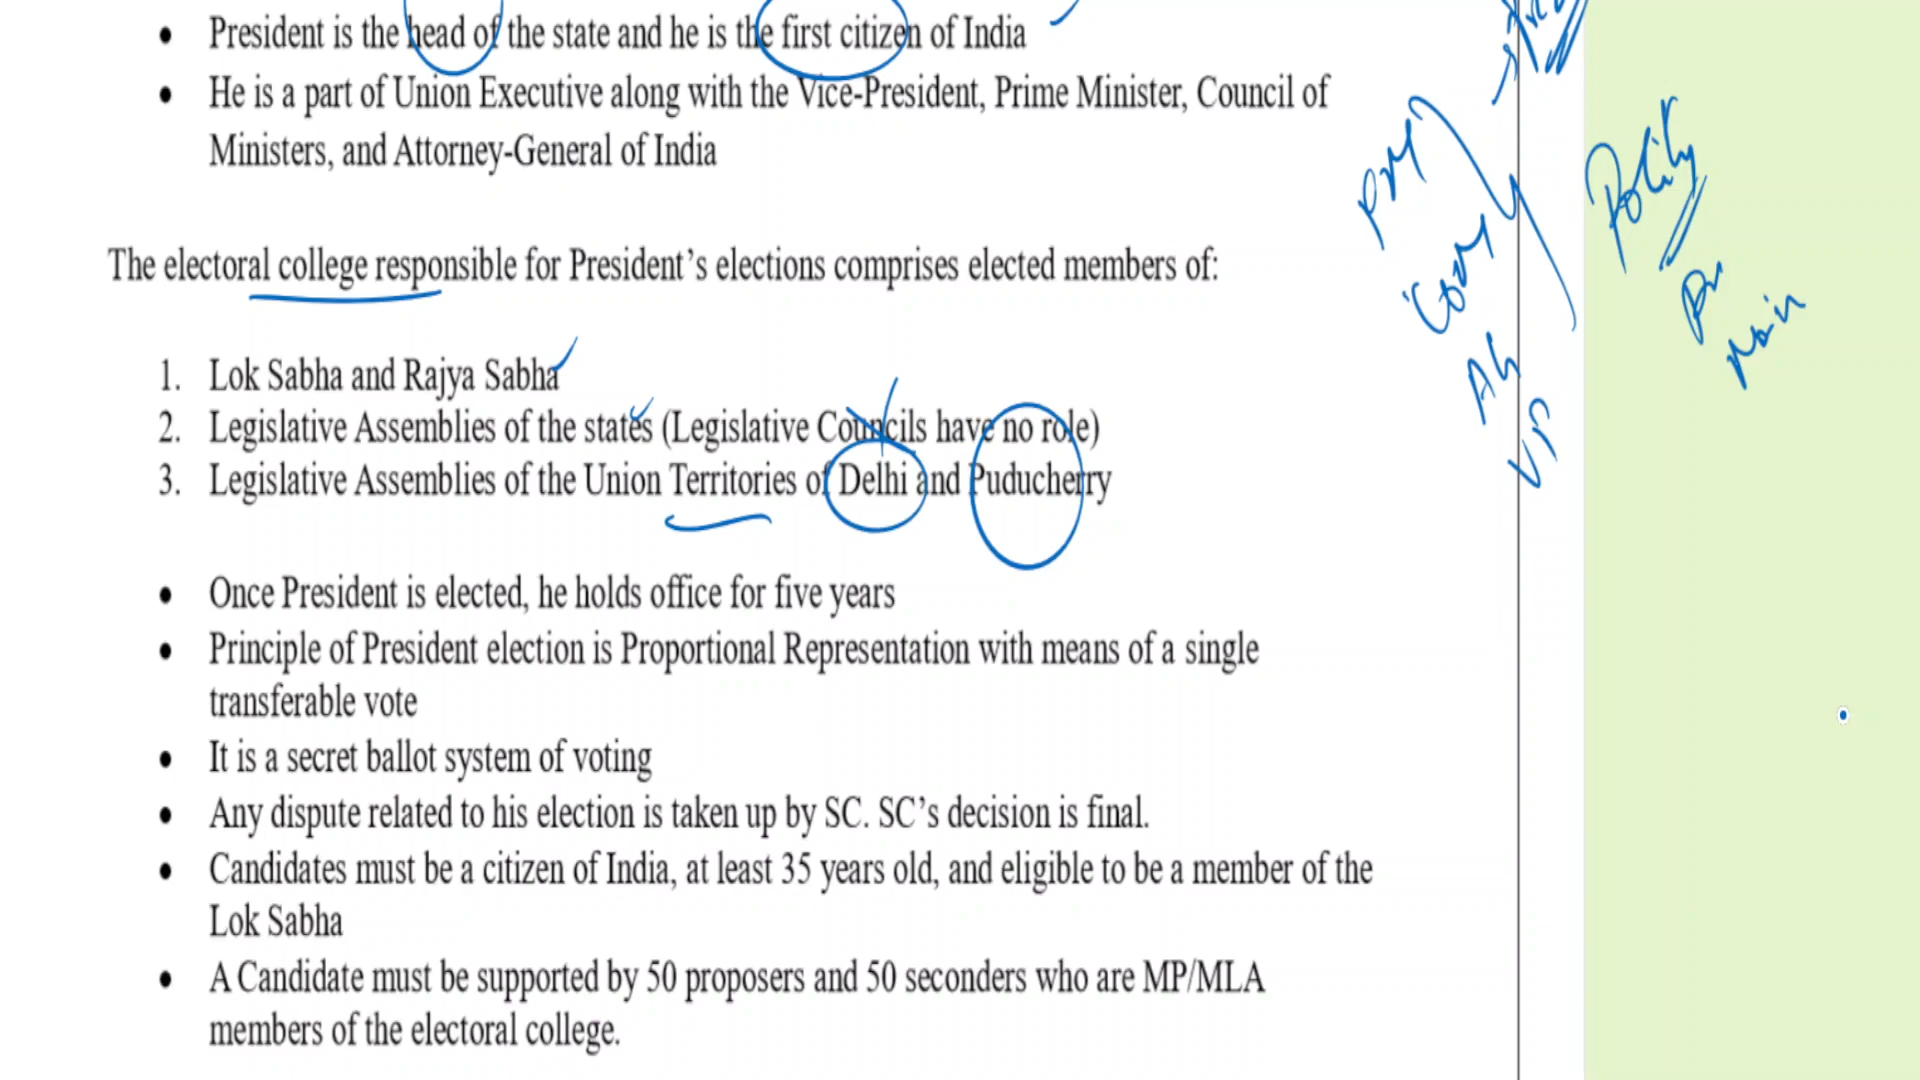 • President is the head of the state and he is the first citizen of India
• He is a part of Union Executive along with the Vice-President, Prime Minister, Council of
Ministers, and Attorney-General of India
The electoral college responsible for President’s elections comprises elected members of:
1. Lok Sabha and Rajya Sabha
2. Legislative Assemblies of the states (Legislative Councils have no role)
3. Legislative Assemblies of the Union Territories of Delhi and Puducherry
• Once President is elected, he holds office for five years
• Principle of President election is Proportional Representation with means of a single
transferable vote
• It is a secret ballot system of voting
• Any dispute related to his election is taken up by SC. SC’s decision is final.
• Candidates must be a citizen of India, at least 35 years old, and eligible to be a member of the
Lok Sabha
• A Candidate must be supported by 50 proposers and 50 seconders who are MP/MLA
members of the electoral college.
PM
CoM
AG
VP
Polity
Main